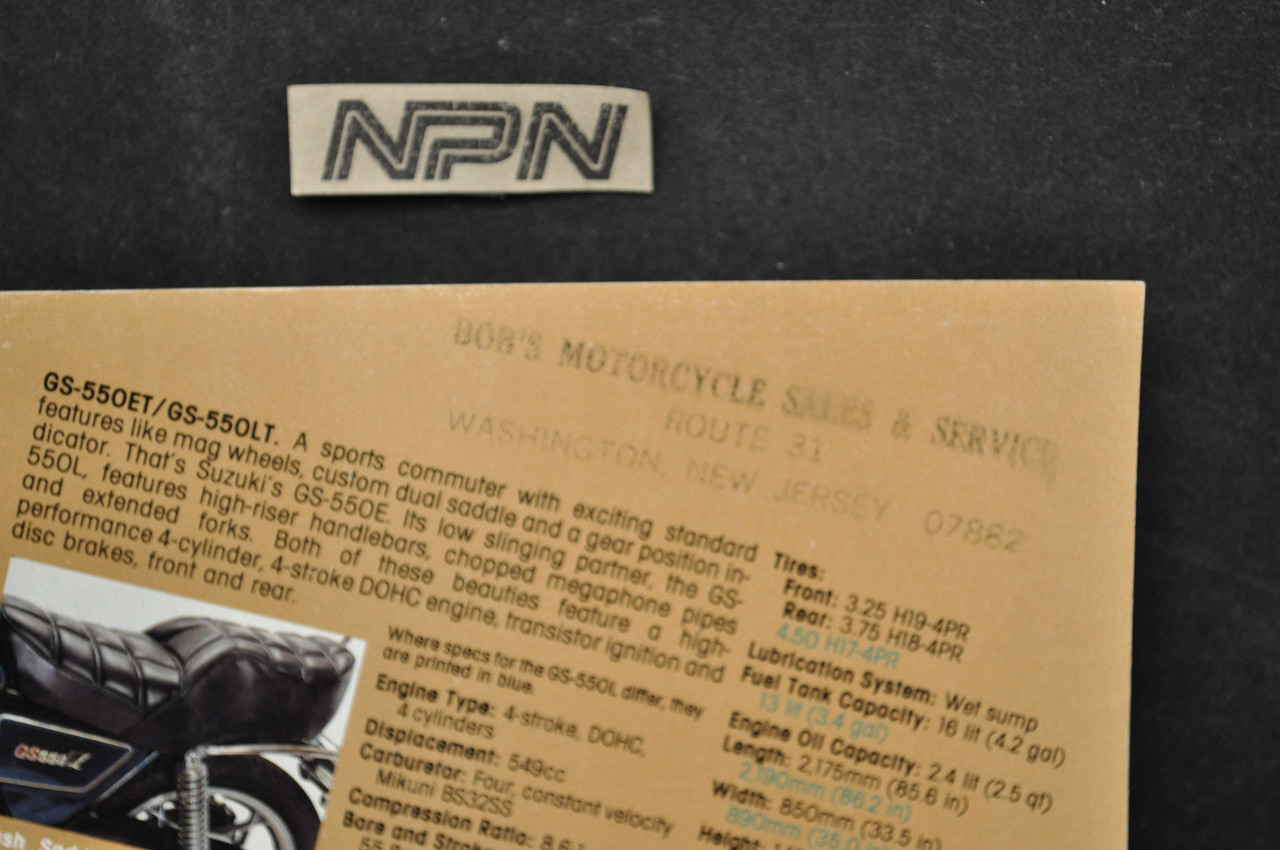 NPN
BOB'S MOTORCYCLE SALES & SERVICE
ROUTE 31
WASHINGTON, NEW JERSEY 07882
GS-550ET/GS-550LT. A sports commuter with exciting standard
features like mag wheels, custom dual saddle and a gear position in-
dicator. That's Suzuki's GS-550E. Its low slinging partner, the GS-
550L, features high-riser handlebars, chopped megaphone pipes
and extended forks. Both of these beauties feature a high-
performance 4-cylinder, 4-stroke DOHC engine, transistor ignition and
disc brakes, front and rear.
GS550L
Where specs for the GS-550L differ, they
are printed in blue.
Engine Type: 4-stroke, DOHC,
4 cylinders
Displacement: 549cc
Carburetor: Four, constant velocity
Mikuni BS32SS
Compression Ratio: 8.6:1
Bore and Stroke:
Tires:
Front: 3.25 H19-4PR
Rear: 3.75 H18-4PR
4.50 H17-4PR
Lubrication System: Wet sump
Fuel Tank Capacity: 16 lit (4.2 gal)
13 lit (3.4 gal)
Engine Oil Capacity: 2.4 lit (2.5 qt)
Length: 2,175mm (85.6 in)
2,190mm (86.2 in)
Width: 850mm (33.5 in)
890mm (35.0 in)
Height: